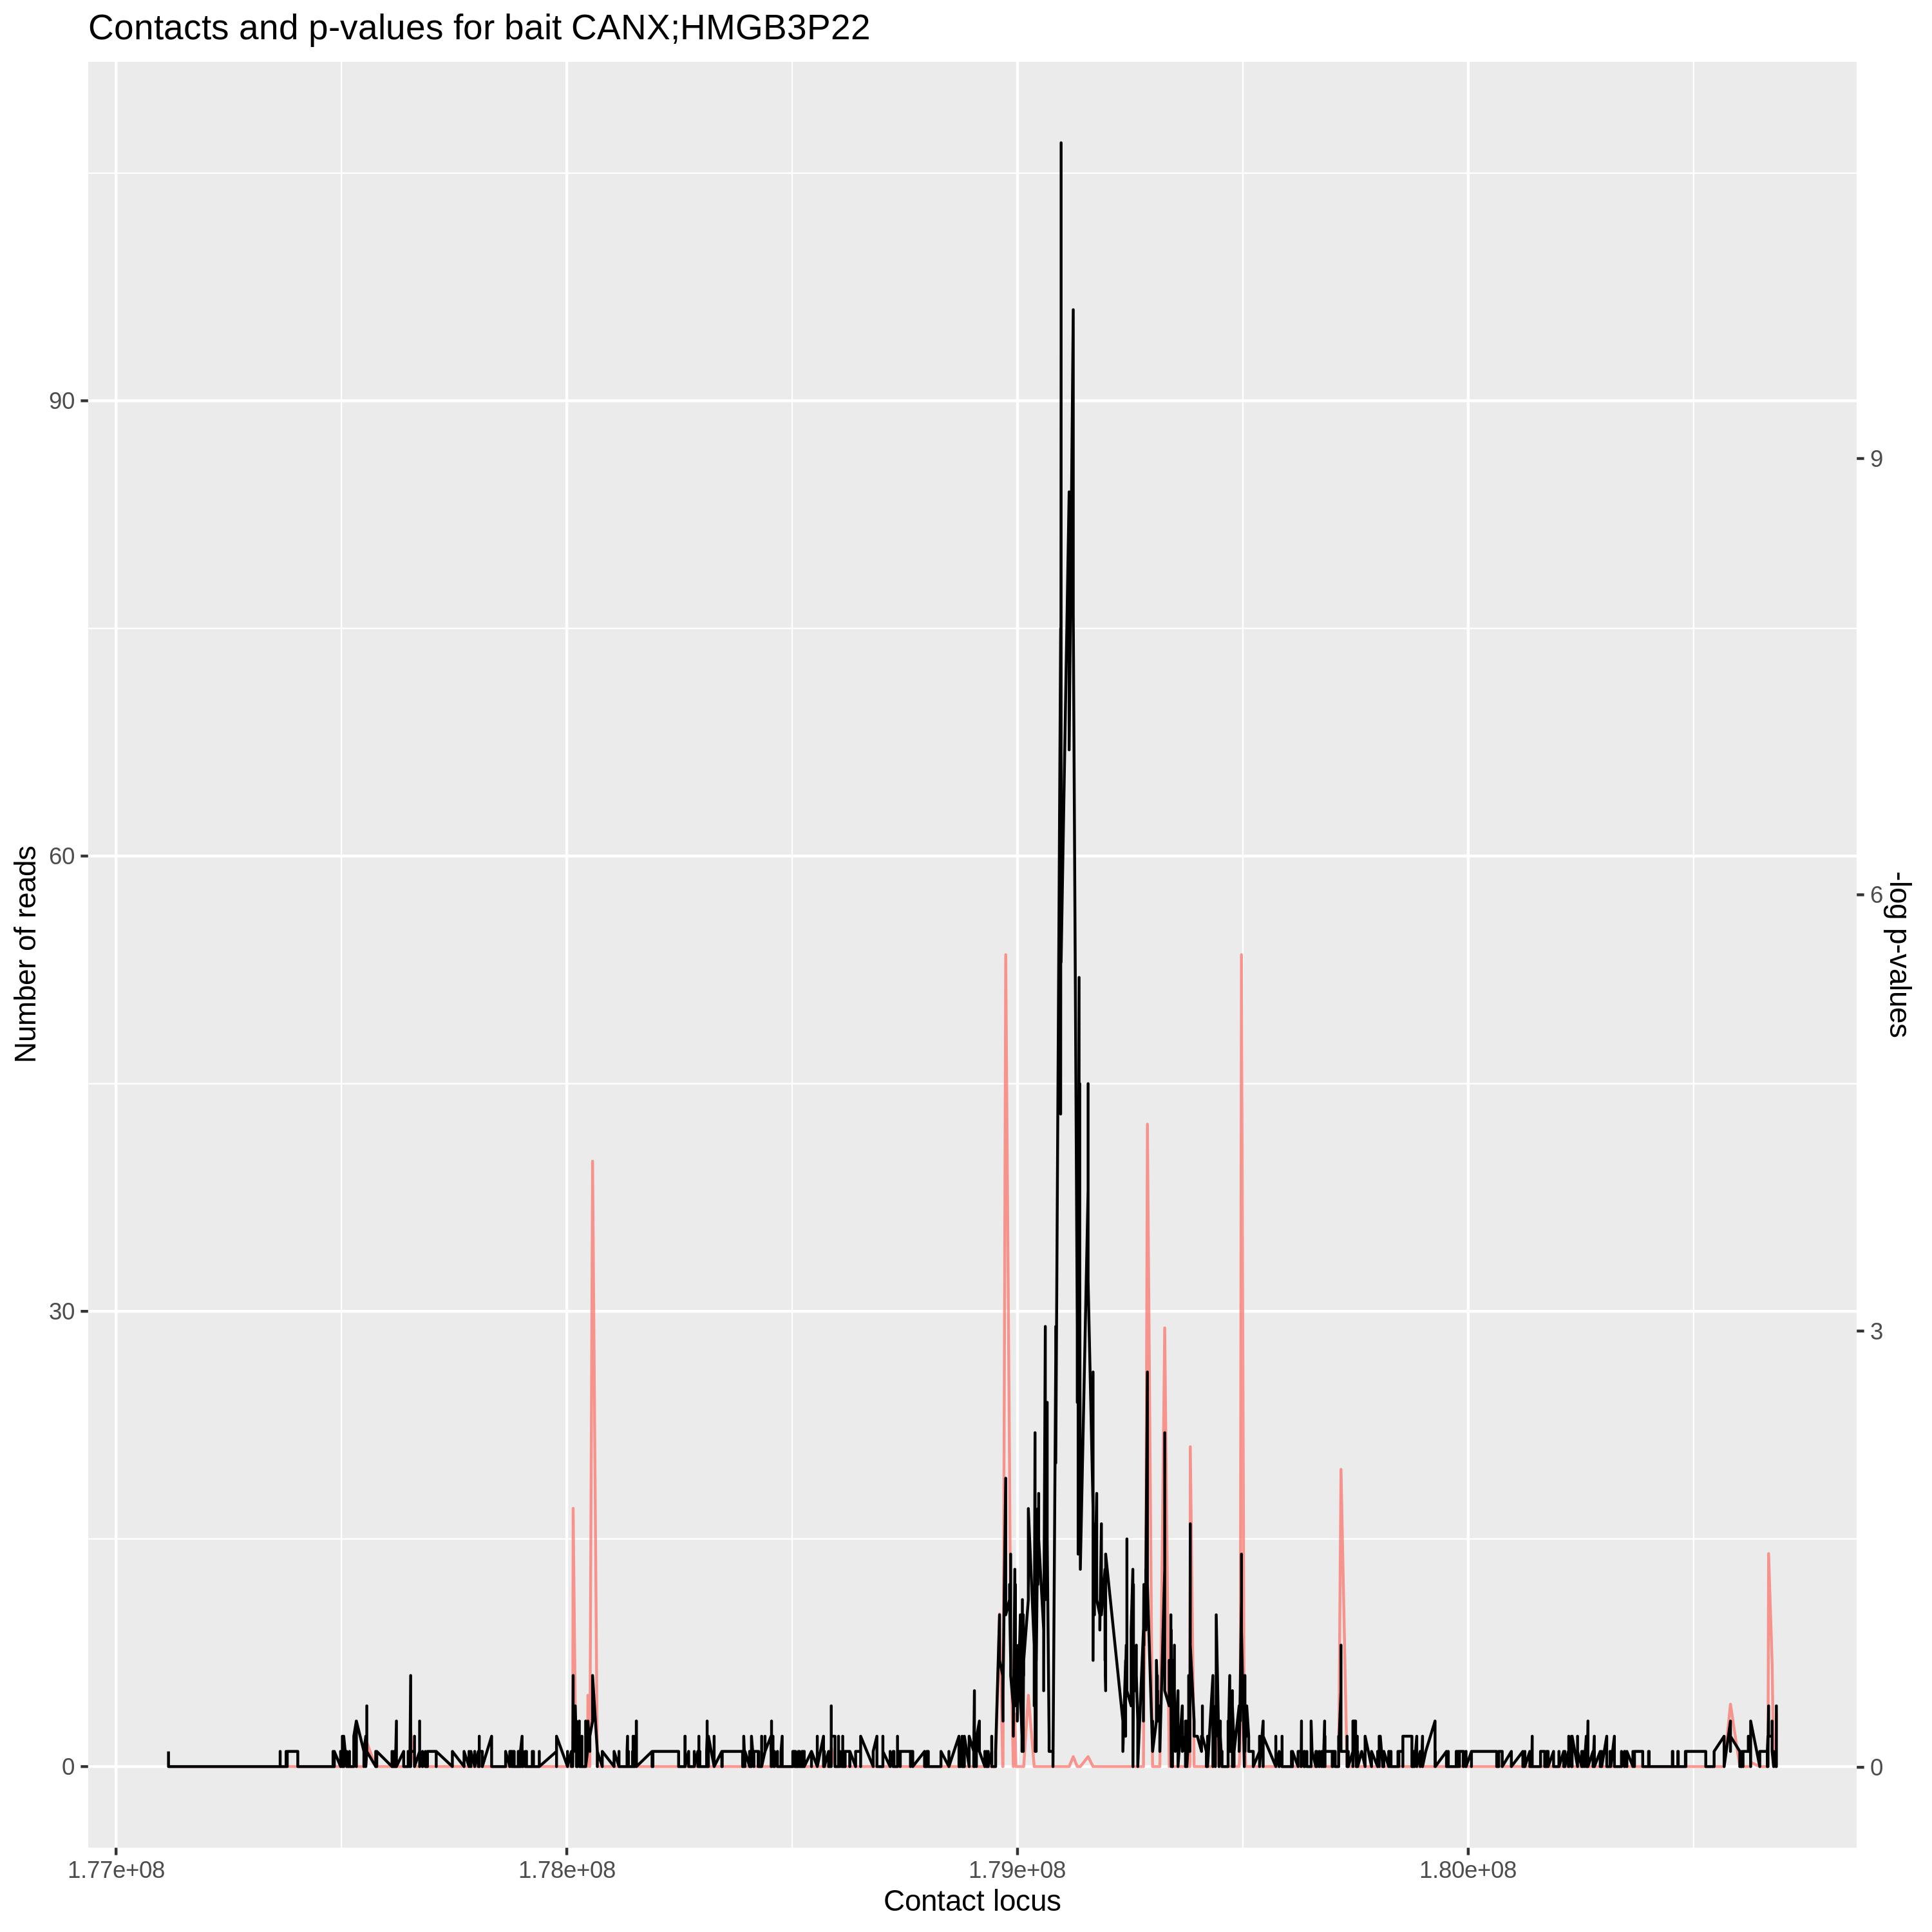 Contacts and p-values for bait CANX;HMGB3P22
Number of reads
90
60
30
0
9
6
3
0
-log p-values
1.77e+08
1.78e+08
1.79e+08
1.80e+08
Contact locus